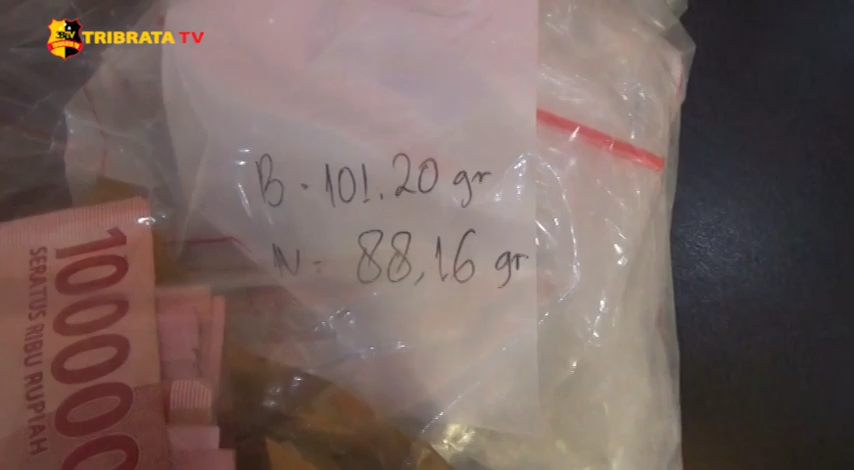 TRIBRATA TV
B. 101.20 gr
N = 88,16 gr
100000
SERATUS RIBU RUPIAH